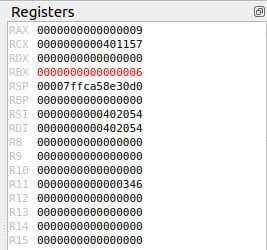 Registers
RAX 0000000000000009
RCX 0000000000401157
RDX 0000000000000000
RBX 0000000000000006
RSP 00007ffca58e30d0
RBP 0000000000000000
RSI 0000000000402054
RDI 0000000000402054
R8 0000000000000000
R9 0000000000000000
R10 0000000000000000
R11 0000000000000346
R12 0000000000000000
R13 0000000000000000
R14 0000000000000000
R15 0000000000000000